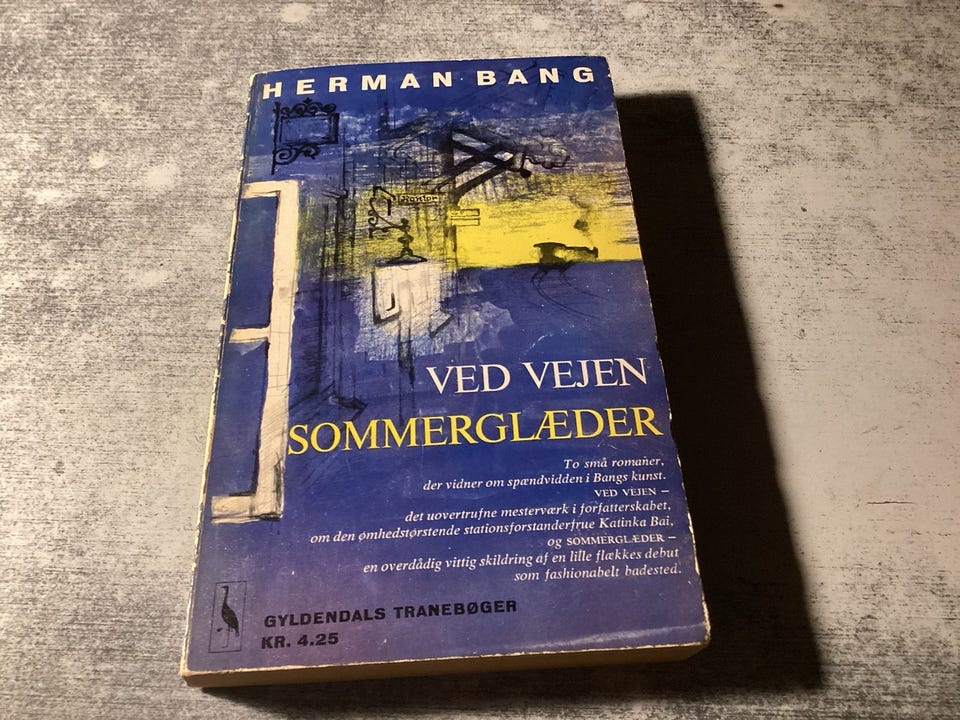 HERMAN BANG
VED VEJEN
SOMMERGLÆDER
To små romaner,
der vidner om spændvidden i Bangs kunst.
VED VEJEN –
det uovertrufne mesterværk i forfatterskabet,
om den ømhedstørstende stationsforstanderfrue Katinka Bai,
og SOMMERGLÆDER –
en overdådig vittig skildring af en lille flækkes debut
som fashionabelt badested.
GYLDENDALS TRANEBØGER
KR. 4.25